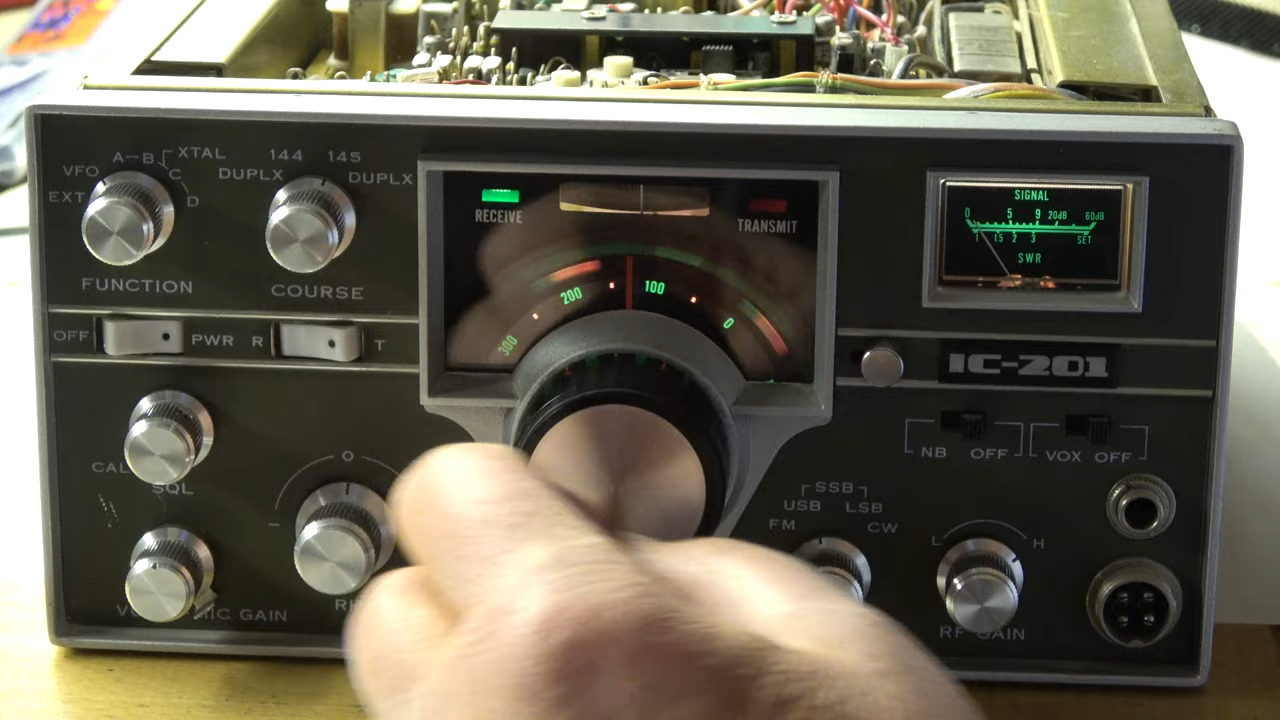 A–B XTAL
VFO C
EXT D
FUNCTION
144 145
DUPLX DUPLX
COURSE
OFF PWR R T
RECEIVE
TRANSMIT
300 200 100 0
SIGNAL
0 5 9 20dB 60dB
1 1.5 2 3 SET
SWR
IC-201
NB OFF VOX OFF
CAL
SQL
0
–
MIC GAIN
SSB
USB LSB
FM CW
L H
RF GAIN